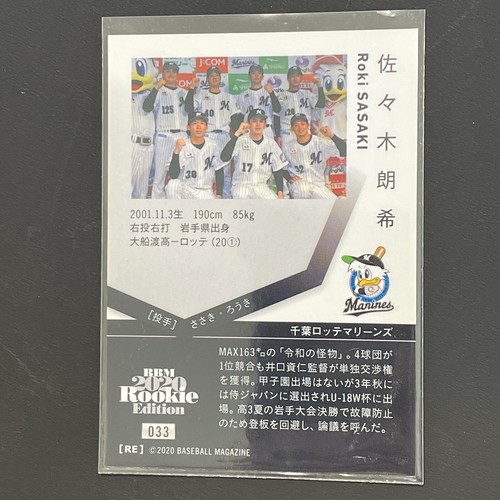 佐々木朗希
Roki SASAKI
J:COM
Marines
125
40
28
M
38
17
22
2001.11.3生 190cm 85kg
右投右打 岩手県出身
大船渡高ーロッテ（20①）
[投手] ささき・ろうき
Marines
千葉ロッテマリーンズ
MAX163㌔の「令和の怪物」。4球団が
1位競合も井口資仁監督が単独交渉権
を獲得。甲子園出場はないが3年秋に
は侍ジャパンに選出されU-18W杯に出
場。高3夏の岩手大会決勝で故障防止
のため登板を回避し、論議を呼んだ。
BBM
2020
Rookie
Edition
033
[RE] ©2020 BASEBALL MAGAZINE